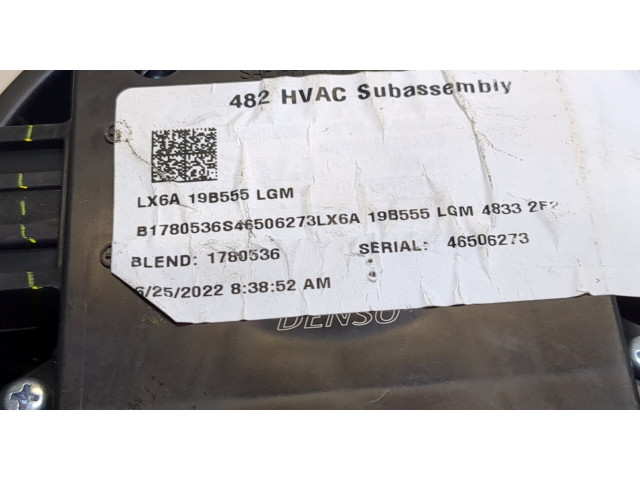 482 HVAC Subassembly
LX6A 19B555 LGM
B1780536S46506273LX6A 19B555 LGM 4833 2F2
BLEND: 1780536 SERIAL: 46506273
6/25/2022 8:38:52 AM
DENSO